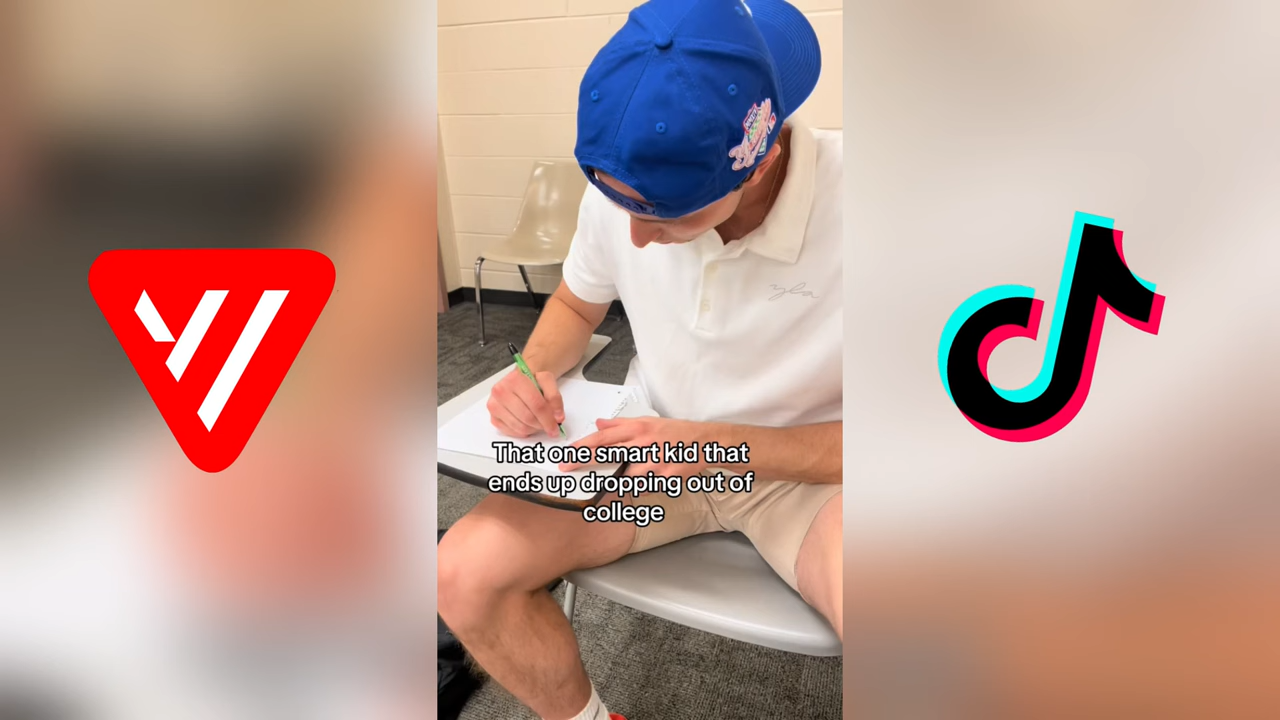 That one smart kid that
ends up dropping out of
college